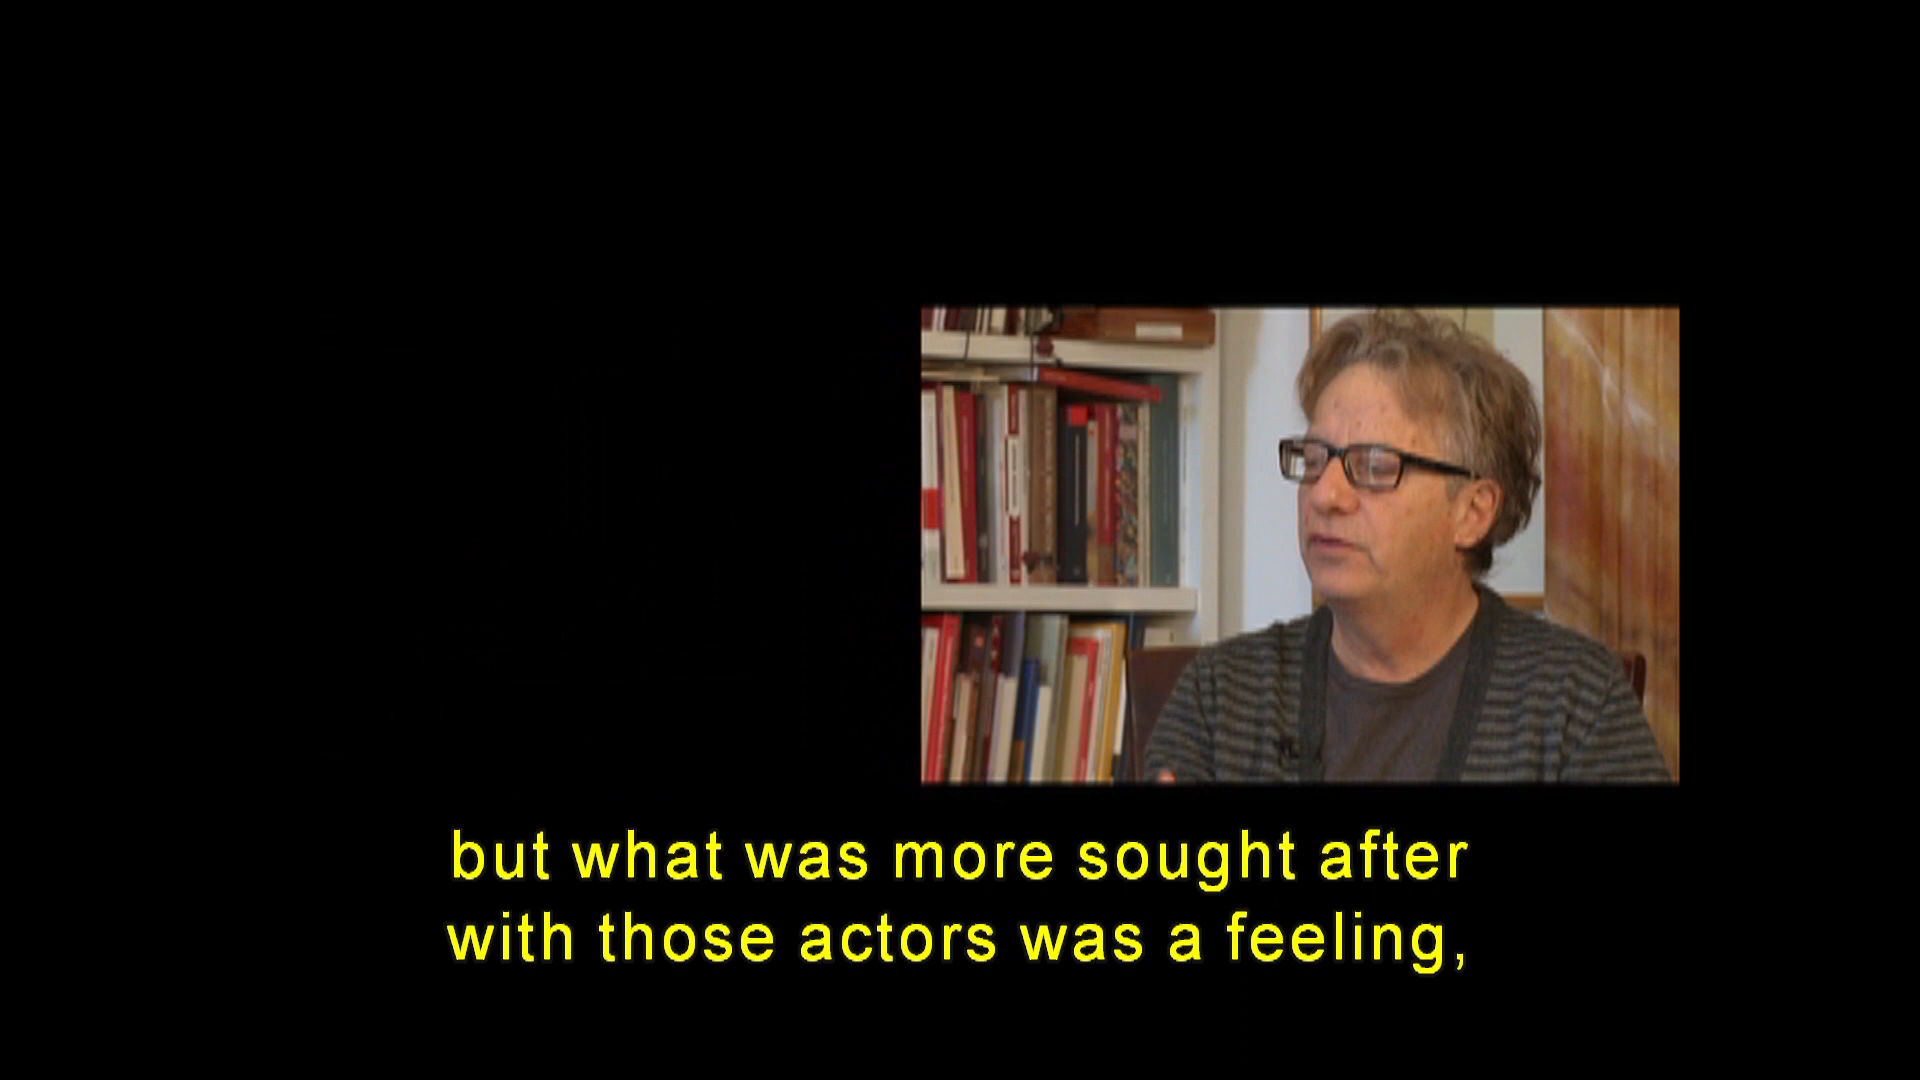 but what was more sought after
with those actors was a feeling,